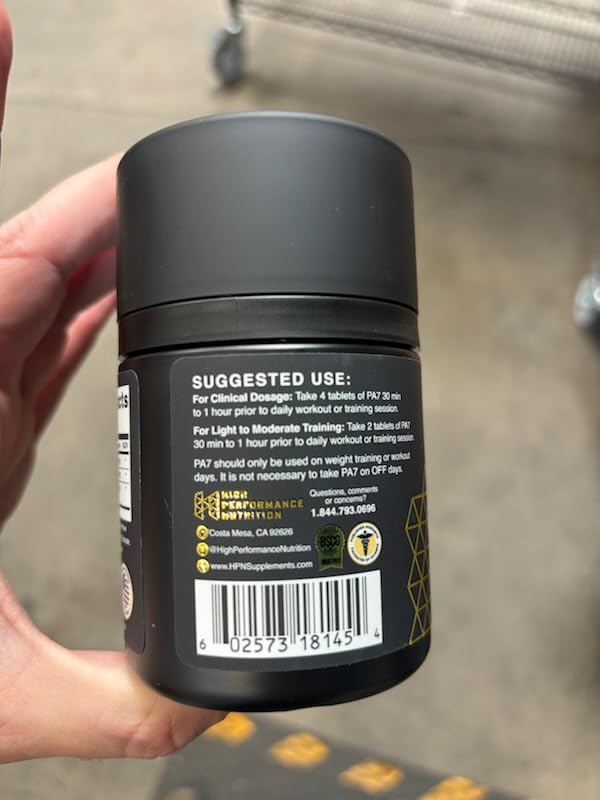 cts
SUGGESTED USE:
For Clinical Dosage: Take 4 tablets of PA7 30 min
to 1 hour prior to daily workout or training session.
For Light to Moderate Training: Take 2 tablets of PA7
30 min to 1 hour prior to daily workout or training session.
PA7 should only be used on weight training or workout
days. It is not necessary to take PA7 on OFF days.
HIGH
PERFORMANCE
NUTRITION
Questions, comments
or concerns?
1.844.793.0696
Costa Mesa, CA 92626
@HighPerformanceNutrition
www.HPNSupplements.com
BSCG
6 02573 18145 4